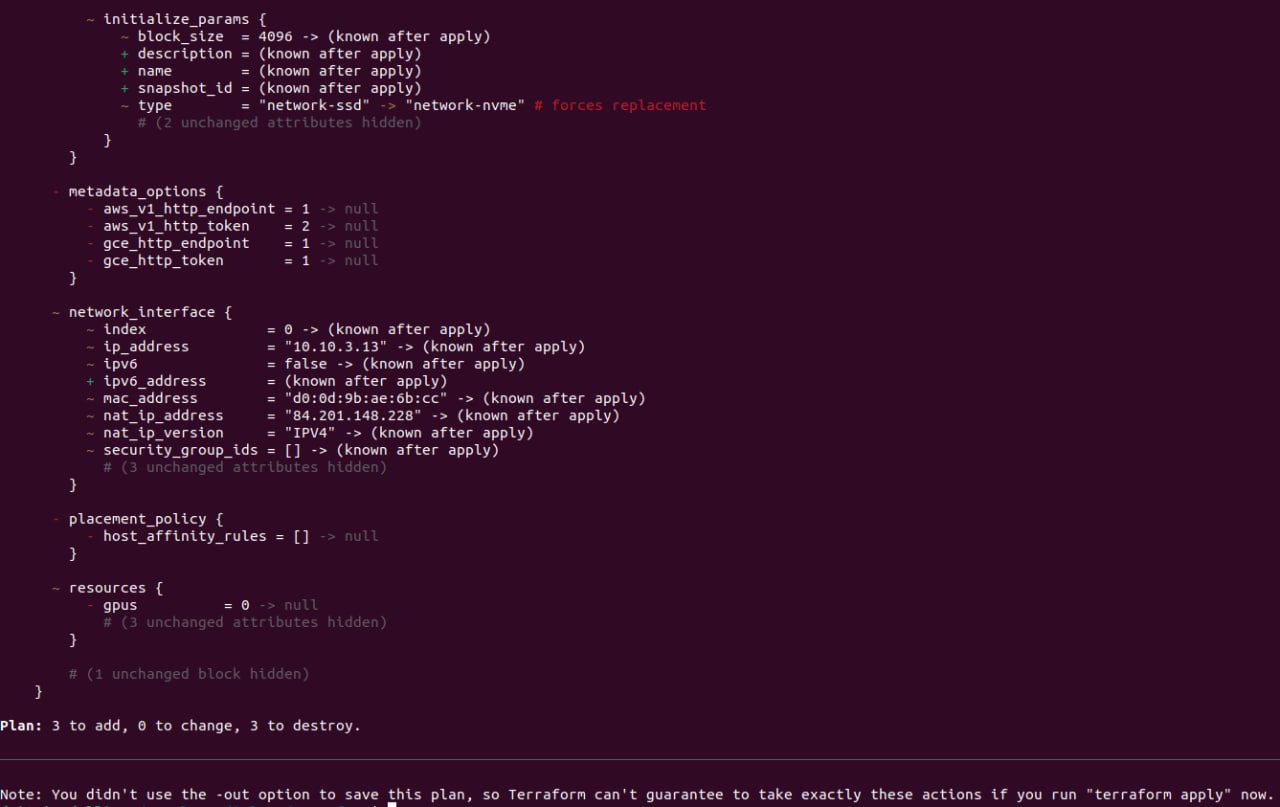 ~ initialize_params {
~ block_size  = 4096 -> (known after apply)
+ description = (known after apply)
+ name        = (known after apply)
+ snapshot_id = (known after apply)
~ type        = "network-ssd" -> "network-nvme" # forces replacement
# (2 unchanged attributes hidden)
}
}
- metadata_options {
- aws_v1_http_endpoint = 1 -> null
- aws_v1_http_token    = 2 -> null
- gce_http_endpoint    = 1 -> null
- gce_http_token       = 1 -> null
}
~ network_interface {
~ index              = 0 -> (known after apply)
~ ip_address         = "10.10.3.13" -> (known after apply)
~ ipv6               = false -> (known after apply)
+ ipv6_address       = (known after apply)
~ mac_address        = "d0:0d:9b:ae:6b:cc" -> (known after apply)
~ nat_ip_address     = "84.201.148.228" -> (known after apply)
~ nat_ip_version     = "IPV4" -> (known after apply)
~ security_group_ids = [] -> (known after apply)
# (3 unchanged attributes hidden)
}
- placement_policy {
- host_affinity_rules = [] -> null
}
~ resources {
- gpus          = 0 -> null
# (3 unchanged attributes hidden)
}
# (1 unchanged block hidden)
}
Plan: 3 to add, 0 to change, 3 to destroy.
Note: You didn't use the -out option to save this plan, so Terraform can't guarantee to take exactly these actions if you run "terraform apply" now.